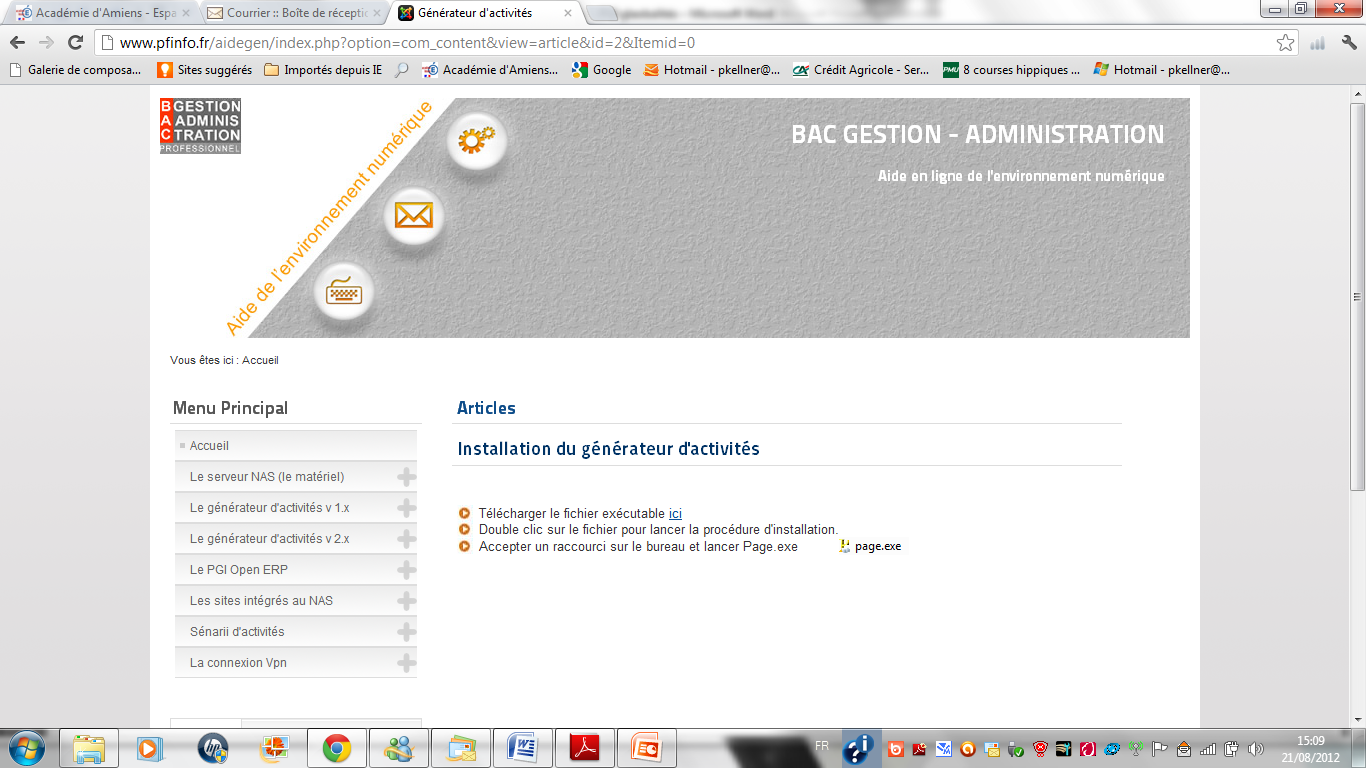 Académie d'Amiens - Espa
Courrier :: Boîte de réceptio
Générateur d'activités
www.pfinfo.fr/aidegen/index.php?option=com_content&view=article&id=2&Itemid=0
Galerie de composa...
Sites suggérés
Importés depuis IE
Académie d'Amiens...
Google
Hotmail - pkellner@...
Crédit Agricole - Ser...
PMU
8 courses hippiques ...
Hotmail - pkellner@...
BGESTION
AADMINIS
CTRATION
PROFESSIONNEL
Aide de l'environnement numérique
BAC GESTION - ADMINISTRATION
Aide en ligne de l'environnement numérique
Vous êtes ici : Accueil
Menu Principal
Accueil
Le serveur NAS (le matériel)
Le générateur d'activités v 1.x
Le générateur d'activités v 2.x
Le PGI Open ERP
Les sites intégrés au NAS
Sénarii d'activités
La connexion Vpn
Articles
Installation du générateur d'activités
Télécharger le fichier exécutable ici
Double clic sur le fichier pour lancer la procédure d'installation.
Accepter un raccourci sur le bureau et lancer Page.exe
page.exe
FR
15:09
21/08/2012